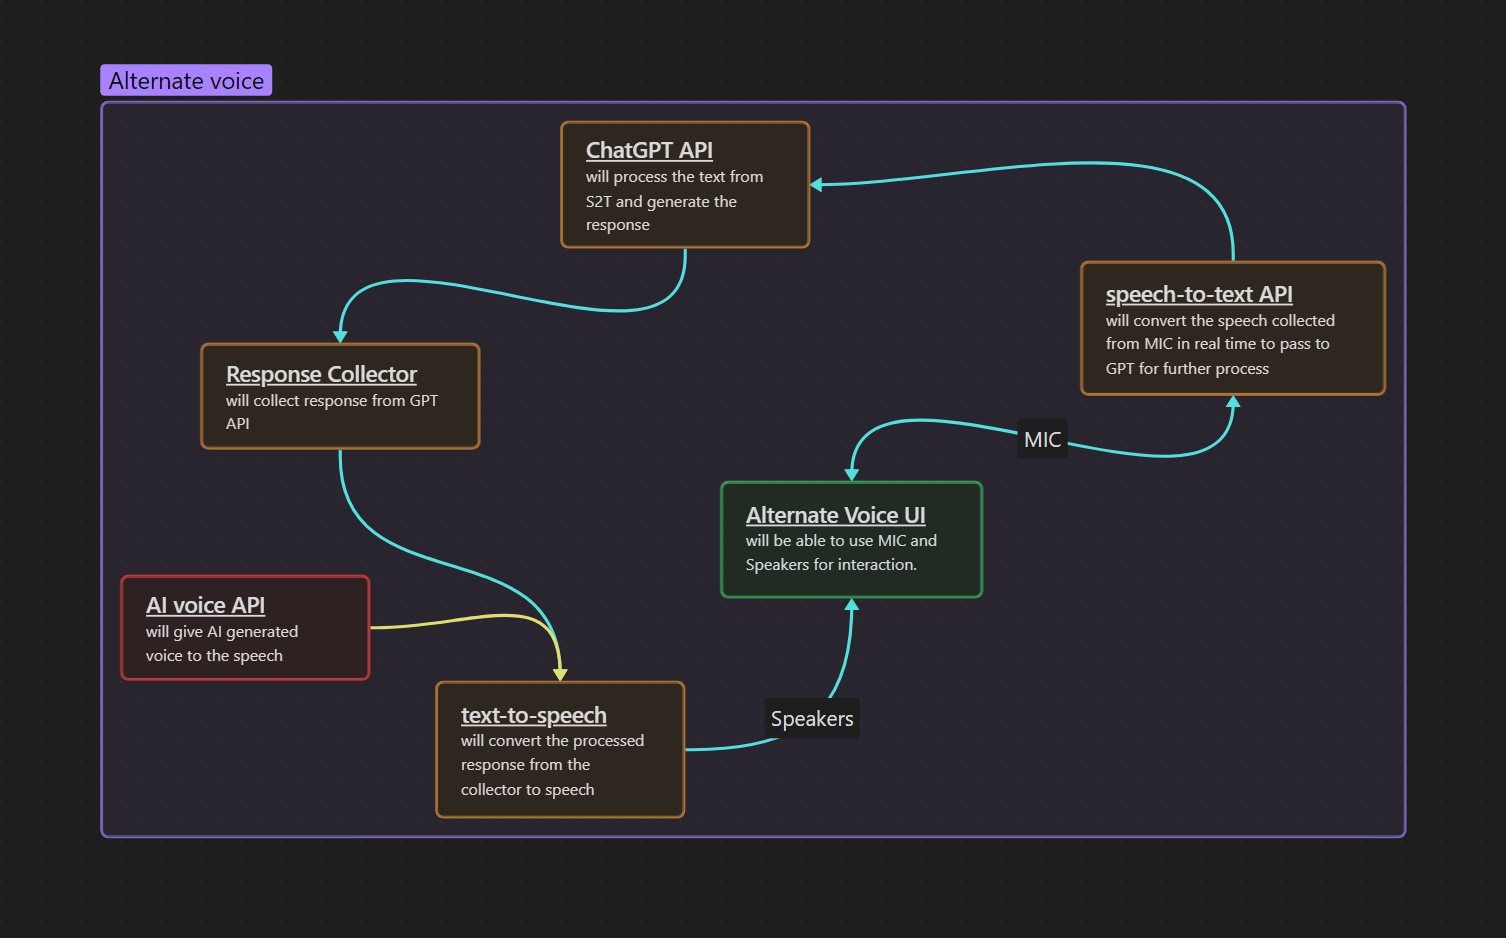 Alternate voice
ChatGPT API
will process the text from
S2T and generate the
response
speech-to-text API
will convert the speech collected
from MIC in real time to pass to
GPT for further process
Response Collector
will collect response from GPT
API
MIC
Alternate Voice UI
will be able to use MIC and
Speakers for interaction.
AI voice API
will give AI generated
voice to the speech
text-to-speech
will convert the processed
response from the
collector to speech
Speakers